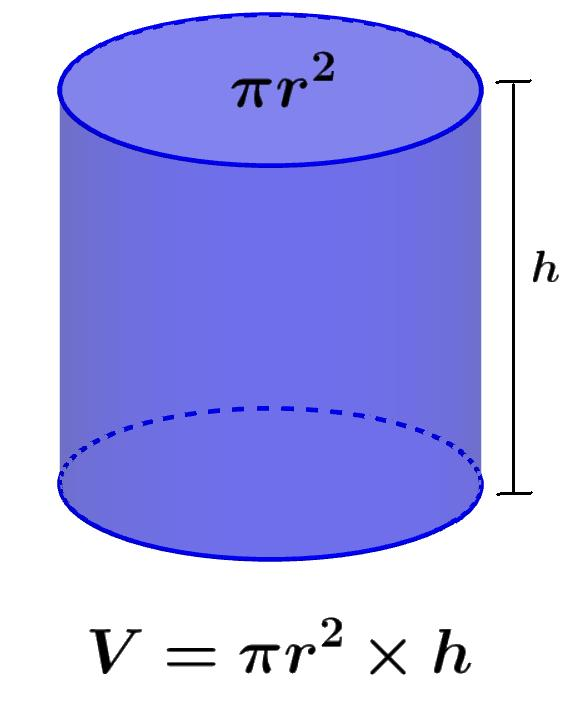 πr²
h
V = πr² × h